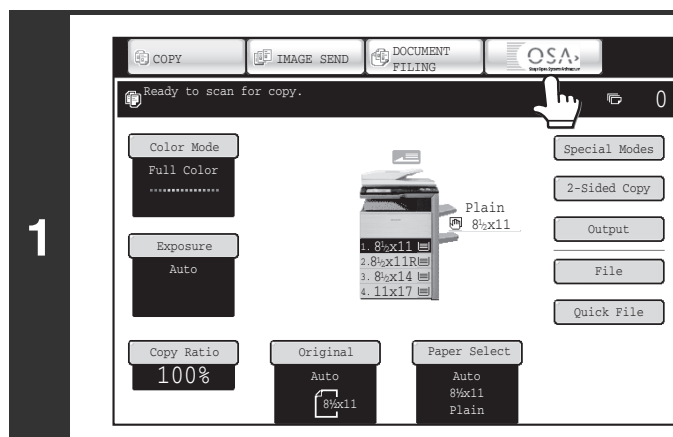 1
COPY
IMAGE SEND
DOCUMENT
FILING
OSA
Ready to scan for copy.
0
Color Mode
Full Color
Exposure
Auto
Copy Ratio
100%
Plain
8½x11
1. 8½x11
2. 8½x11R
3. 8½x14
4. 11x17
Original
Auto
8½x11
Paper Select
Auto
8½x11
Plain
Special Modes
2-Sided Copy
Output
File
Quick File